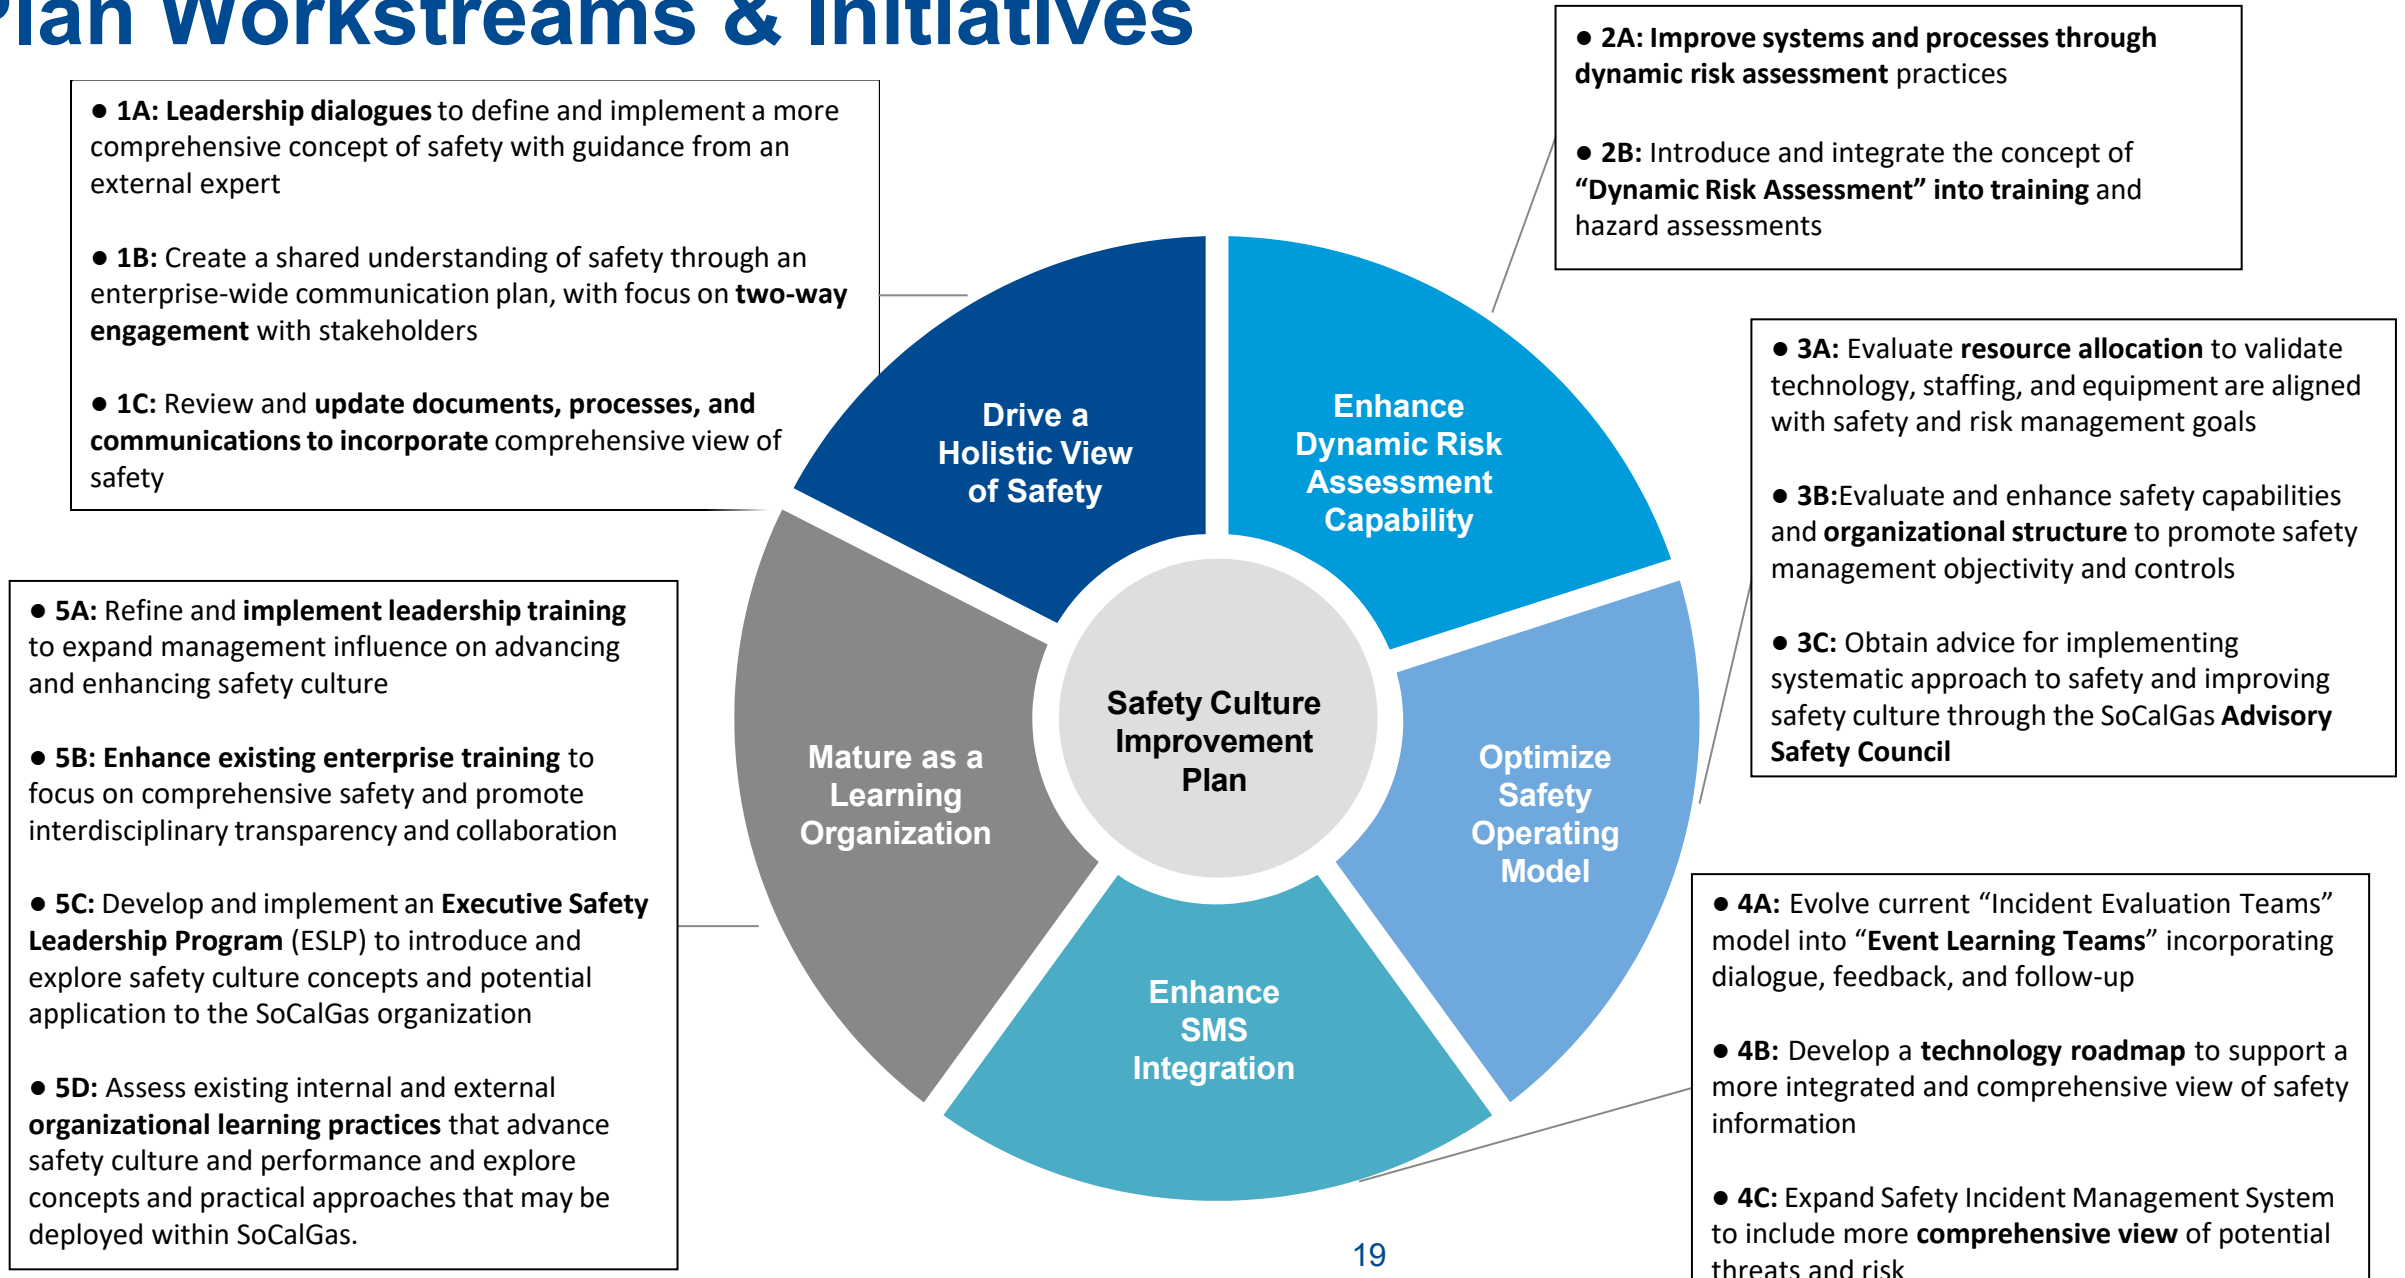 Plan Workstreams & Initiatives
● 1A: Leadership dialogues to define and implement a more
comprehensive concept of safety with guidance from an
external expert
● 1B: Create a shared understanding of safety through an
enterprise-wide communication plan, with focus on two-way
engagement with stakeholders
● 1C: Review and update documents, processes, and
communications to incorporate comprehensive view of
safety
● 2A: Improve systems and processes through
dynamic risk assessment practices
● 2B: Introduce and integrate the concept of
“Dynamic Risk Assessment” into training and
hazard assessments
● 3A: Evaluate resource allocation to validate
technology, staffing, and equipment are aligned
with safety and risk management goals
● 3B:Evaluate and enhance safety capabilities
and organizational structure to promote safety
management objectivity and controls
● 3C: Obtain advice for implementing
systematic approach to safety and improving
safety culture through the SoCalGas Advisory
Safety Council
● 4A: Evolve current “Incident Evaluation Teams”
model into “Event Learning Teams” incorporating
dialogue, feedback, and follow-up
● 4B: Develop a technology roadmap to support a
more integrated and comprehensive view of safety
information
● 4C: Expand Safety Incident Management System
to include more comprehensive view of potential
threats and risk
● 5A: Refine and implement leadership training
to expand management influence on advancing
and enhancing safety culture
● 5B: Enhance existing enterprise training to
focus on comprehensive safety and promote
interdisciplinary transparency and collaboration
● 5C: Develop and implement an Executive Safety
Leadership Program (ESLP) to introduce and
explore safety culture concepts and potential
application to the SoCalGas organization
● 5D: Assess existing internal and external
organizational learning practices that advance
safety culture and performance and explore
concepts and practical approaches that may be
deployed within SoCalGas.
Drive a
Holistic View
of Safety
Enhance
Dynamic Risk
Assessment
Capability
Optimize
Safety
Operating
Model
Enhance
SMS
Integration
Mature as a
Learning
Organization
Safety Culture
Improvement
Plan
19